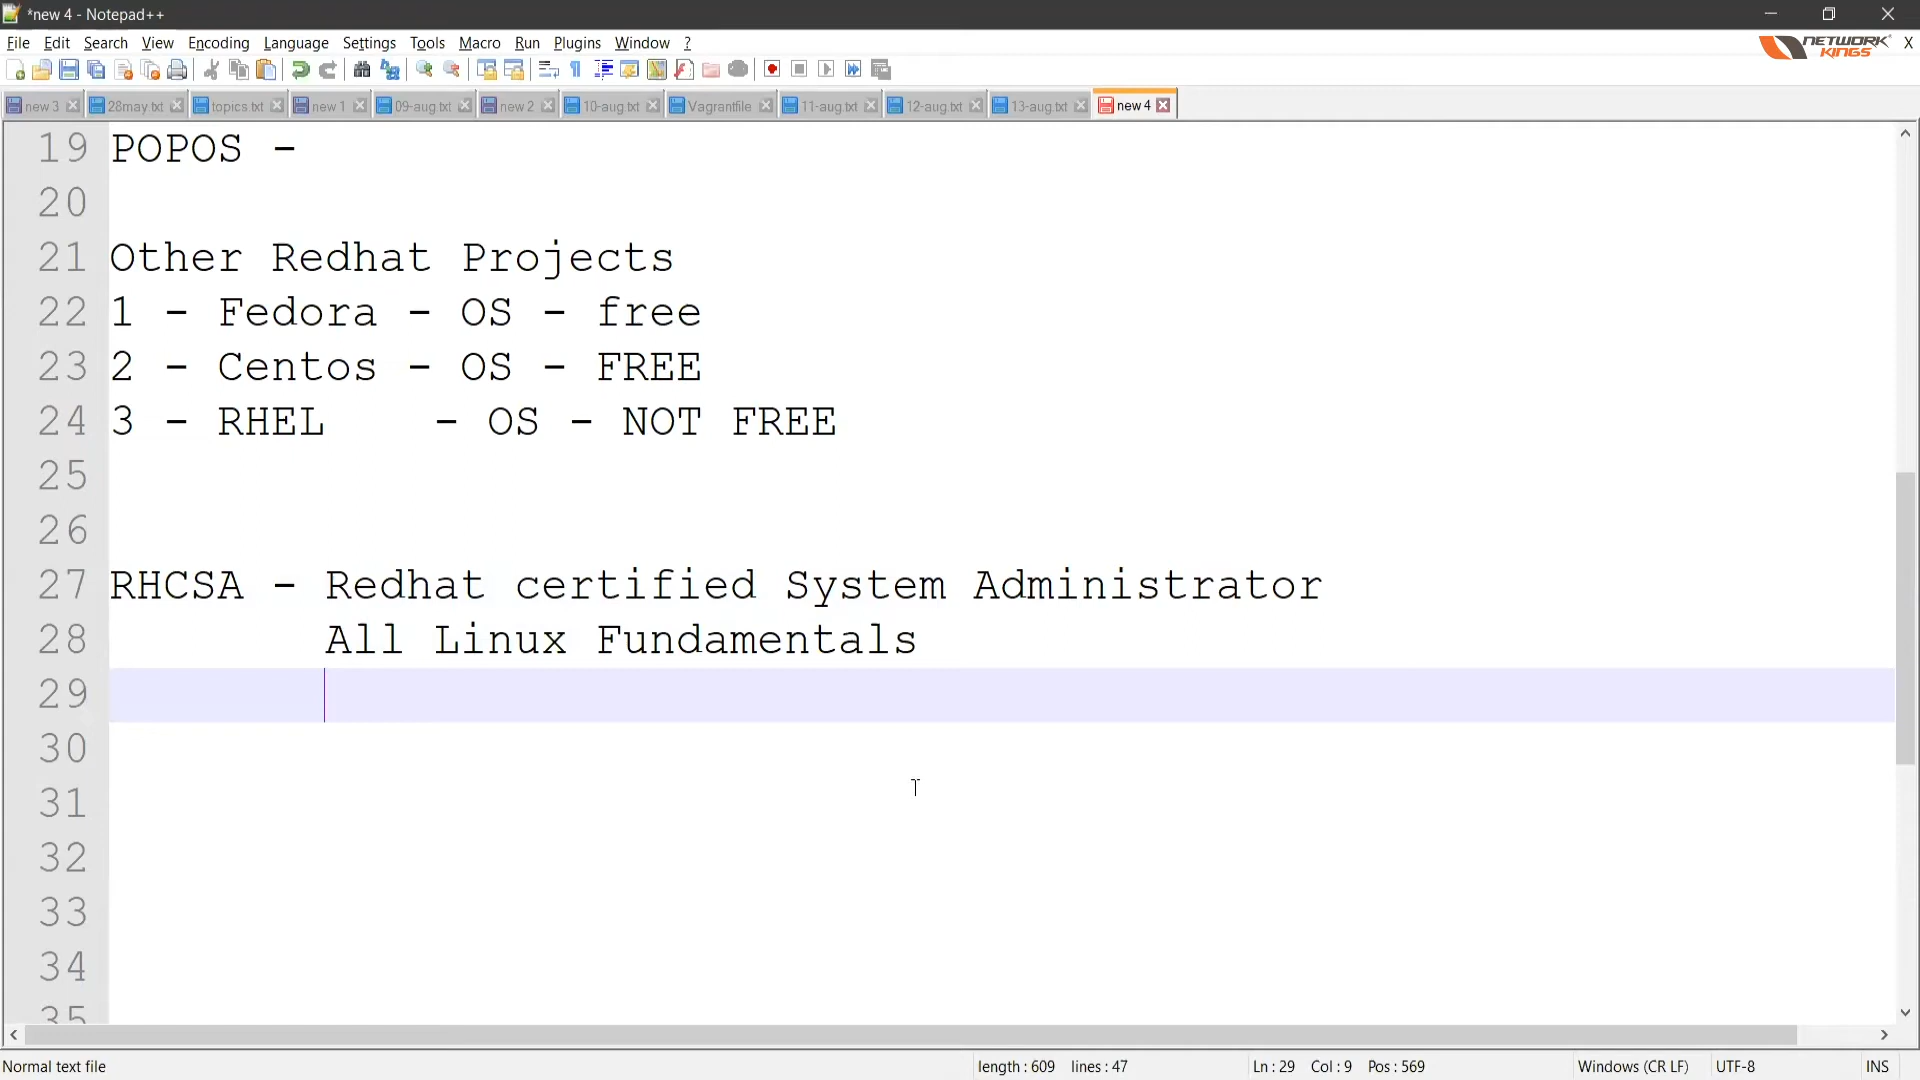 *new 4 - Notepad++
File Edit Search View Encoding Language Settings Tools Macro Run Plugins Window ? X
NETWORK
KINGS
new 3 28may.txt topics.txt new 1 09-aug.txt new 2 10-aug.txt Vagrantfile 11-aug.txt 12-aug.txt 13-aug.txt new 4
19 POPOS -
20
21 Other Redhat Projects
22 1 - Fedora - OS - free
23 2 - Centos - OS - FREE
24 3 - RHEL - OS - NOT FREE
25
26
27 RHCSA - Redhat certified System Administrator
28 All Linux Fundamentals
29
30
31
32
33
34
35
Normal text file length : 609 lines : 47 Ln : 29 Col : 9 Pos : 569 Windows (CR LF) UTF-8 INS